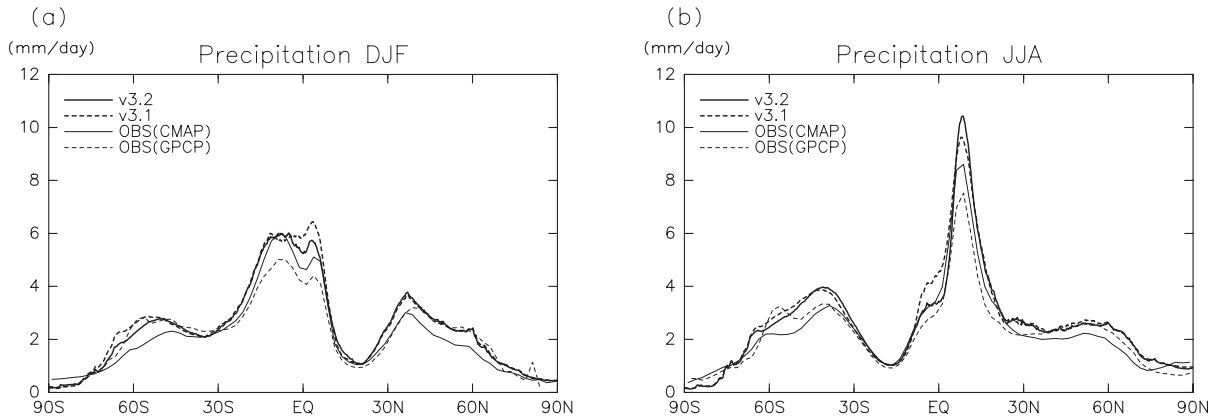 (a)
(mm/day)
Precipitation DJF
12
10
8
6
4
2
0
v3.2
v3.1
OBS(CMAP)
OBS(GPCP)
90S 60S 30S EQ 30N 60N 90N
(b)
(mm/day)
Precipitation JJA
12
10
8
6
4
2
0
v3.2
v3.1
OBS(CMAP)
OBS(GPCP)
90S 60S 30S EQ 30N 60N 90N